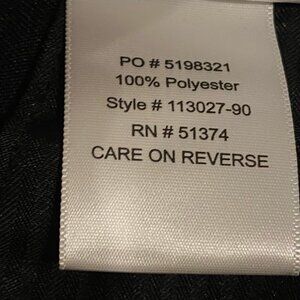 PO # 5198321
100% Polyester
Style # 113027-90
RN # 51374
CARE ON REVERSE